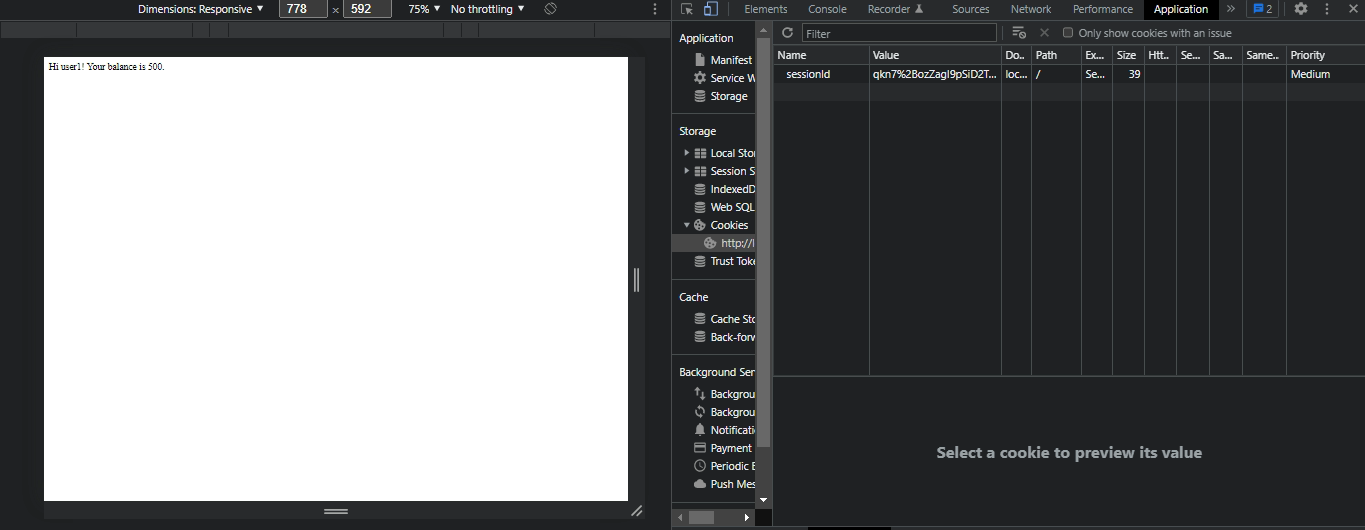 Dimensions: Responsive ▼ 778 × 592 75% ▼ No throttling ▼
Elements Console Recorder Sources Network Performance Application » 2
Hi user1! Your balance is 500.
Application
Manifest
Service W
Storage
Storage
Local Sto
Session S
IndexedD
Web SQL
Cookies
http://l
Trust Toke
Cache
Cache Sto
Back-forw
Background Ser
Backgrou
Backgrou
Notificati
Payment
Periodic B
Push Mes
Filter
Only show cookies with an issue
Name Value Do.. Path Ex... Size Htt.. Se... Sa... Same.. Priority
sessionId qkn7%2BozZagI9pSiD2T... loc... / Se... 39 Medium
Select a cookie to preview its value